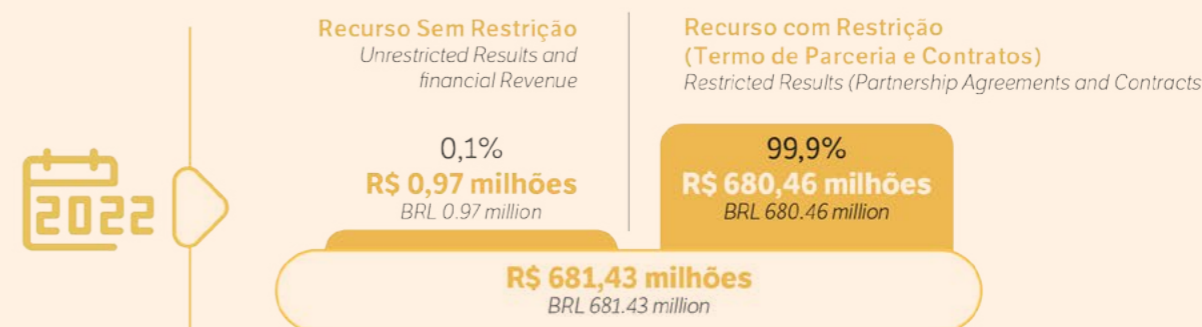 Recurso Sem Restrição
Unrestricted Results and
financial Revenue
Recurso com Restrição
(Termo de Parceria e Contratos)
Restricted Results (Partnership Agreements and Contracts
2022
0,1%
R$ 0,97 milhões
BRL 0.97 million
99,9%
R$ 680,46 milhões
BRL 680.46 million
R$ 681,43 milhões
BRL 681.43 million